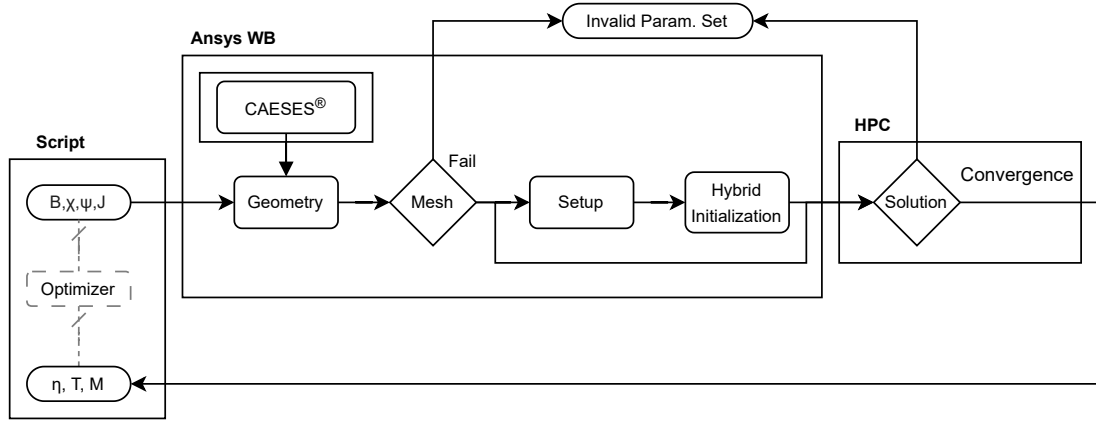 Invalid Param. Set
Ansys WB
CAESES®
Script
HPC
Fail
Convergence
B,χ,ψ,J
Geometry
Mesh
Setup
Hybrid
Initialization
Solution
Optimizer
η, T, M